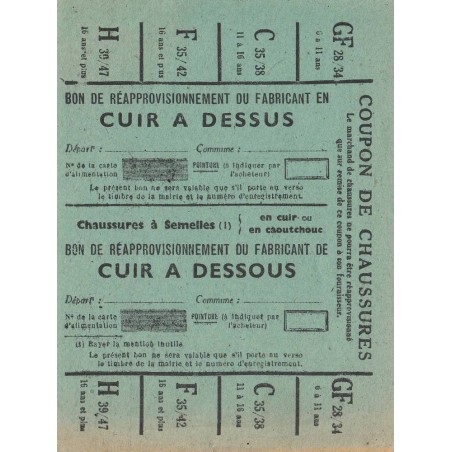 H 39/47
16 ans et plus
F 35/42
16 ans et plus
C 35/38
11 à 16 ans
GF 28/34
6 à 11 ans
BON DE RÉAPPROVISIONNEMENT DU FABRICANT EN
CUIR A DESSUS
Départ : Commune :
Nº de la carte d'alimentation
POINTURE (à indiquer par l'acheteur)
Le présent bon ne sera valable que s'il porte au verso
le timbre de la mairie et le numéro d'enregistrement.
Chaussures à Semelles (1) { en cuir ou
en caoutchouc
BON DE RÉAPPROVISIONNEMENT DU FABRICANT DE
CUIR A DESSOUS
Départ : Commune :
Nº de la carte d'alimentation
POINTURE (à indiquer par l'acheteur)
(1) Rayer la mention inutile
Le présent bon ne sera valable que s'il porte au verso
le timbre de la mairie et le numéro d'enregistrement.
H 39/47
16 ans et plus
F 35/42
16 ans et plus
C 35/38
11 à 16 ans
GF 28/34
6 à 11 ans
COUPON DE CHAUSSURES
Le marchand de chaussures ne pourra être réapprovisionné
que sur remise de ce coupon à son fournisseur.